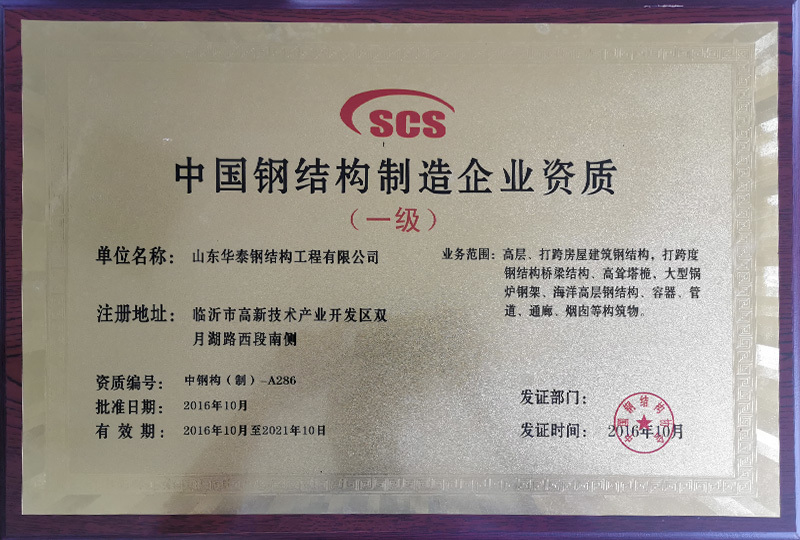 SCS
中国钢结构制造企业资质
（一级）
单位名称：山东华泰钢结构工程有限公司
注册地址：临沂市高新技术产业开发区双
月湖路西段南侧
资质编号：中钢构（制）-A286
批准日期：2016年10月
有 效 期：2016年10月至2021年10日
业务范围：高层、打跨房屋建筑钢结构，打跨度
钢结构桥梁结构、高耸塔桅，大型锅
炉钢架、海洋高层钢结构、容器、管
道、通廊、烟囱等构筑物。
发证部门：
发证时间：2016年10月
中国钢结构协会